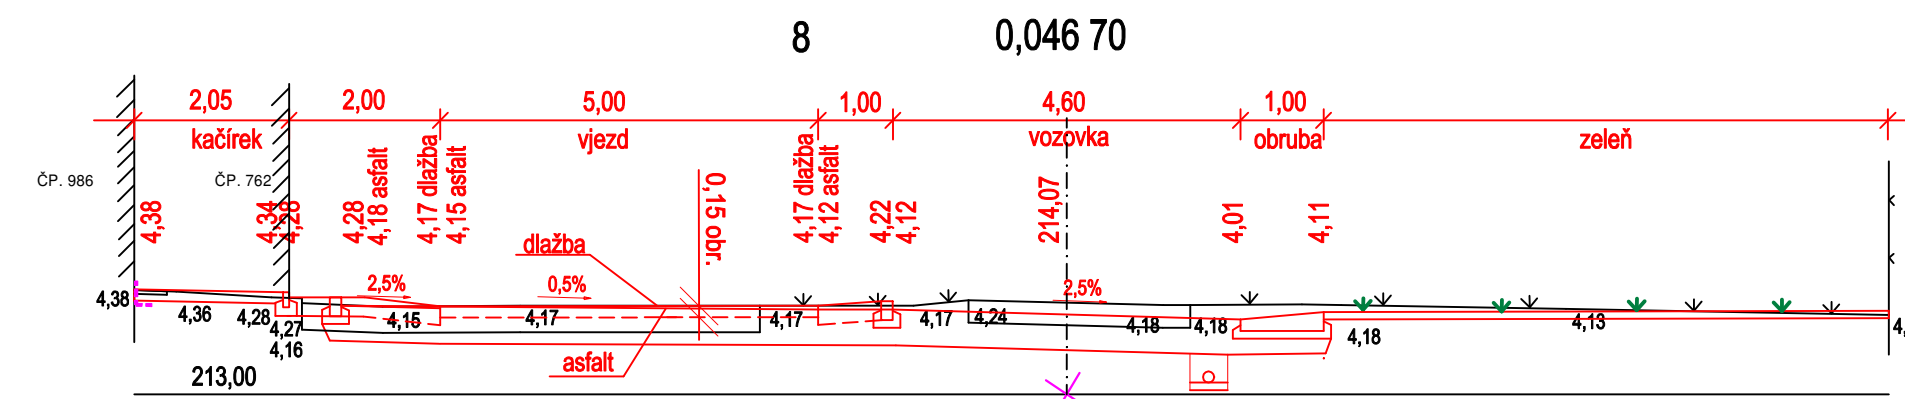 8 0,046 70
2,05 2,00 5,00 1,00 4,60 1,00
kačírek vjezd vozovka obruba zeleň
ČP. 986 ČP. 762
4,38
4,34
4,28
4,28
4,18 asfalt
4,17 dlažba
4,15 asfalt
0,15 obr.
4,17 dlažba
4,12 asfalt
4,22
4,12
214,07
4,01
4,11
dlažba
2,5% 0,5% 2,5%
4,38 4,36 4,28 4,27 4,16 4,15 4,17 4,17 4,17 4,24 4,18 4,18 4,18 4,13
asfalt
213,00